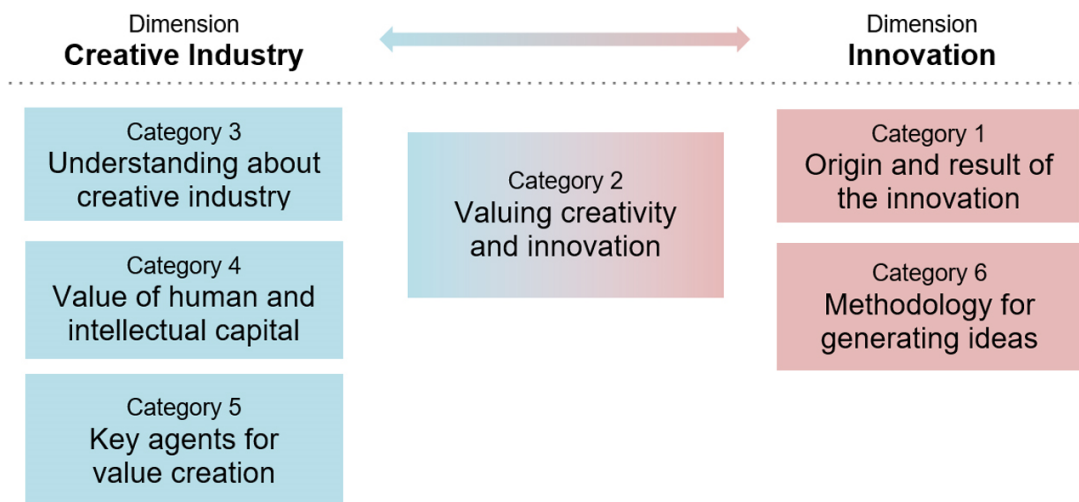 Dimension
Creative Industry
Dimension
Innovation
Category 3
Understanding about
creative industry
Category 4
Value of human and
intellectual capital
Category 5
Key agents for
value creation
Category 2
Valuing creativity
and innovation
Category 1
Origin and result of
the innovation
Category 6
Methodology for
generating ideas